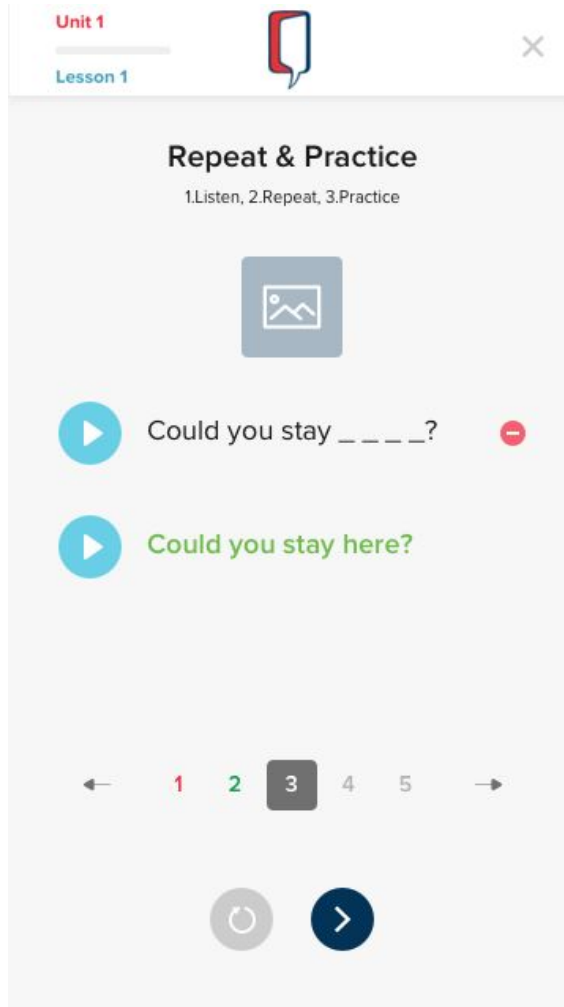 Unit 1
Lesson 1
Repeat & Practice
1.Listen, 2.Repeat, 3.Practice
Could you stay _ _ _ _?
Could you stay here?
1 2 3 4 5